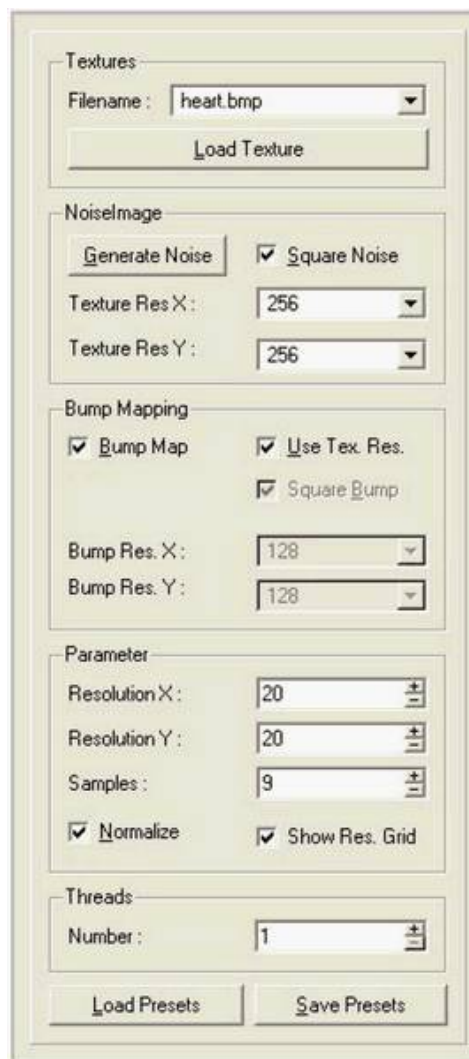 Textures
Filename : heart.bmp
Load Texture
NoiseImage
Generate Noise Square Noise
Texture Res X : 256
Texture Res Y : 256
Bump Mapping
Bump Map Use Tex. Res.
Square Bump
Bump Res. X : 128
Bump Res. Y : 128
Parameter
Resolution X : 20
Resolution Y : 20
Samples : 9
Normalize Show Res. Grid
Threads
Number : 1
Load Presets Save Presets